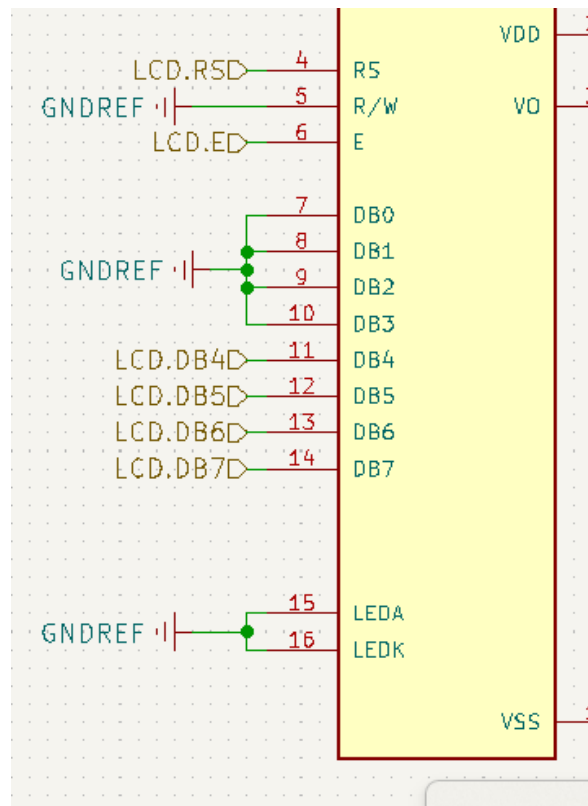 VDD
LCD.RS 4 RS
GNDREF 5 R/W VO
LCD.E 6 E
7 DB0
8 DB1
GNDREF
9 DB2
10 DB3
LCD.DB4 11 DB4
LCD.DB5 12 DB5
LCD.DB6 13 DB6
LCD.DB7 14 DB7
15 LEDA
GNDREF
16 LEDK
VSS